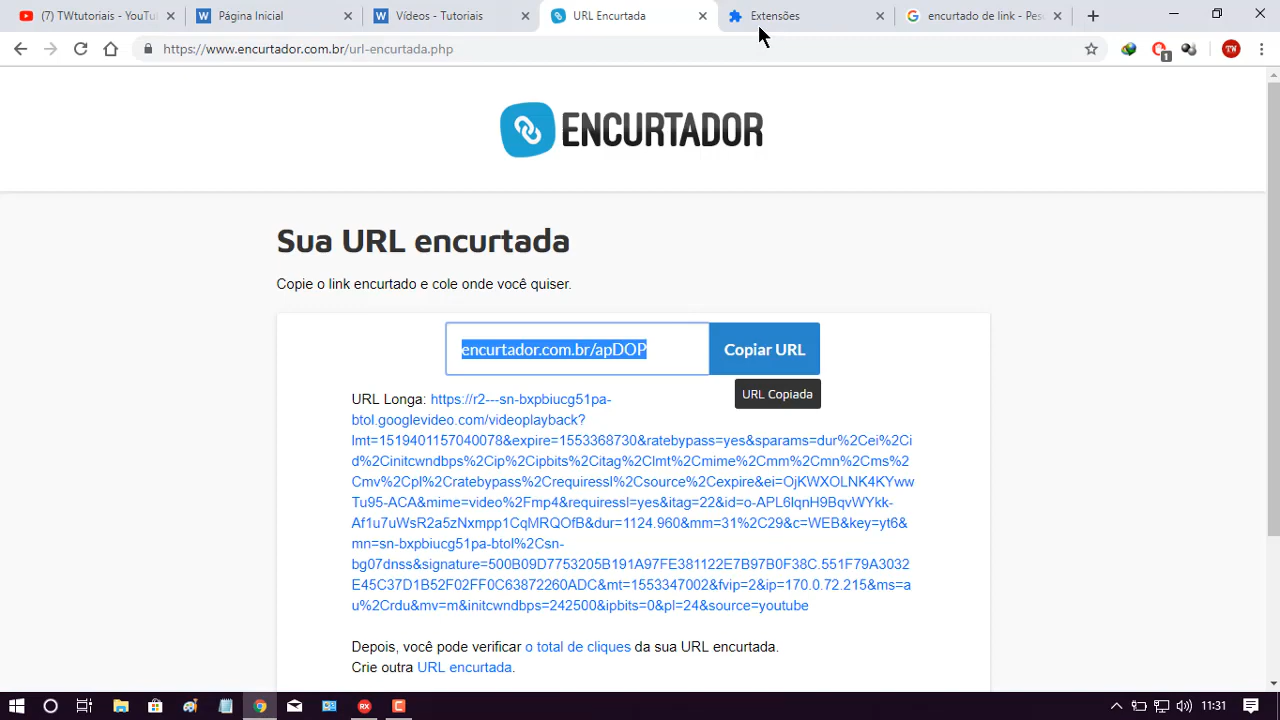 (7) TWtutoriais - YouTu
Página Inicial
Vídeos - Tutoriais
URL Encurtada
Extensões
encurtado de link - Pes
https://www.encurtador.com.br/url-encurtada.php
1
TW
ENCURTADOR
Sua URL encurtada
Copie o link encurtado e cole onde você quiser.
encurtador.com.br/apDOP
Copiar URL
URL Copiada
URL Longa: https://r2---sn-bxpbiucg51pa-
btol.googlevideo.com/videoplayback?
lmt=1519401157040078&expire=1553368730&ratebypass=yes&sparams=dur%2Cei%2Ci
d%2Cinitcwndbps%2Cip%2Cipbits%2Citag%2Clmt%2Cmime%2Cmm%2Cmn%2Cms%2
Cmv%2Cpl%2Cratebypass%2Crequiressl%2Csource%2Cexpire&ei=OjKWXOLNK4KYww
Tu95-ACA&mime=video%2Fmp4&requiressl=yes&itag=22&id=o-APL6lqnH9BqvWYkk-
Af1u7uWsR2a5zNxmpp1CqMRQOfB&dur=1124.960&mm=31%2C29&c=WEB&key=yt6&
mn=sn-bxpbiucg51pa-btol%2Csn-
bg07dnss&signature=500B09D7753205B191A97FE381122E7B97B0F38C.551F79A3032
E45C37D1B52F02FF0C63872260ADC&mt=1553347002&fvip=2&ip=170.0.72.215&ms=a
u%2Crdu&mv=m&initcwndbps=242500&ipbits=0&pl=24&source=youtube
Depois, você pode verificar o total de cliques da sua URL encurtada.
Crie outra URL encurtada.
11:31